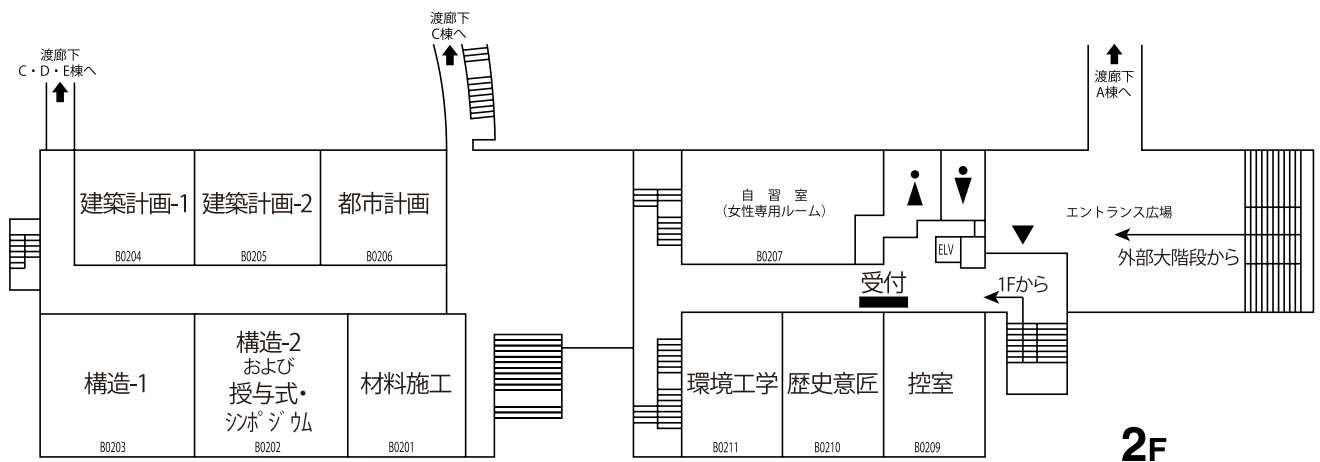 渡廊下
C棟へ
渡廊下
C・D・E棟へ
渡廊下
A棟へ
建築計画-1
B0204
建築計画-2
B0205
都市計画
B0206
自 習 室
(女性専用ルーム)
B0207
ELV
エントランス広場
外部大階段から
受付
1Fから
構造-1
B0203
構造-2
および
授与式・
シンポジウム
B0202
材料施工
B0201
環境工学
B0211
歴史意匠
B0210
控室
B0209
2F